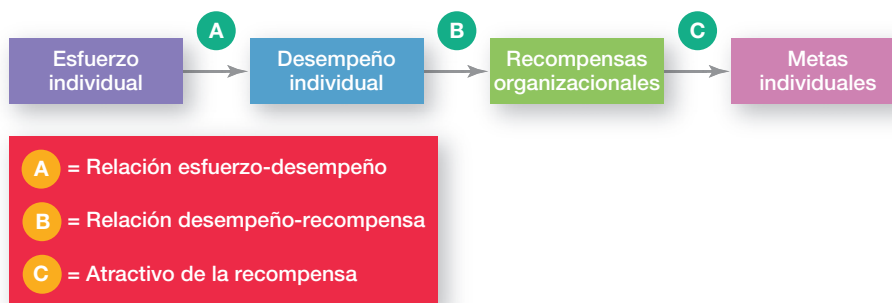 A
B
C
Esfuerzo
individual
Desempeño
individual
Recompensas
organizacionales
Metas
individuales
A = Relación esfuerzo-desempeño
B = Relación desempeño-recompensa
C = Atractivo de la recompensa